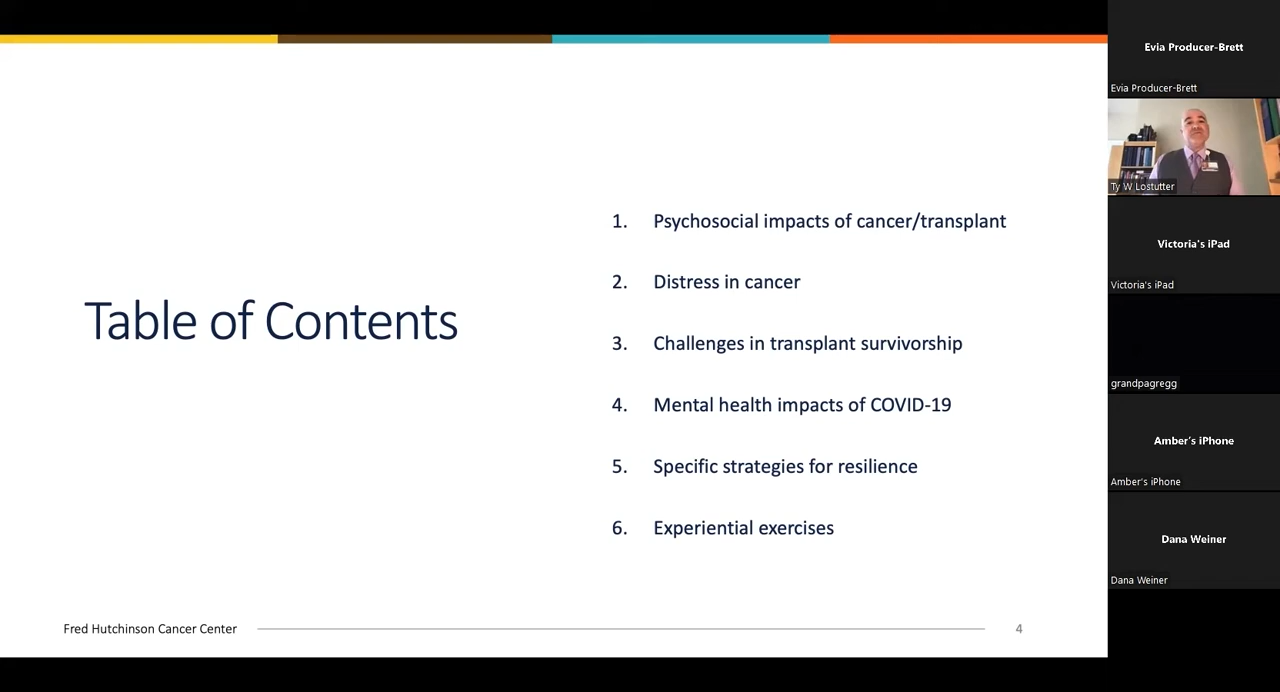 Table of Contents
1. Psychosocial impacts of cancer/transplant
2. Distress in cancer
3. Challenges in transplant survivorship
4. Mental health impacts of COVID-19
5. Specific strategies for resilience
6. Experiential exercises
Fred Hutchinson Cancer Center
4
Evia Producer-Brett
Evia Producer-Brett
Ty W Lostutter
Victoria's iPad
Victoria's iPad
grandpagregg
Amber's iPhone
Amber's iPhone
Dana Weiner
Dana Weiner